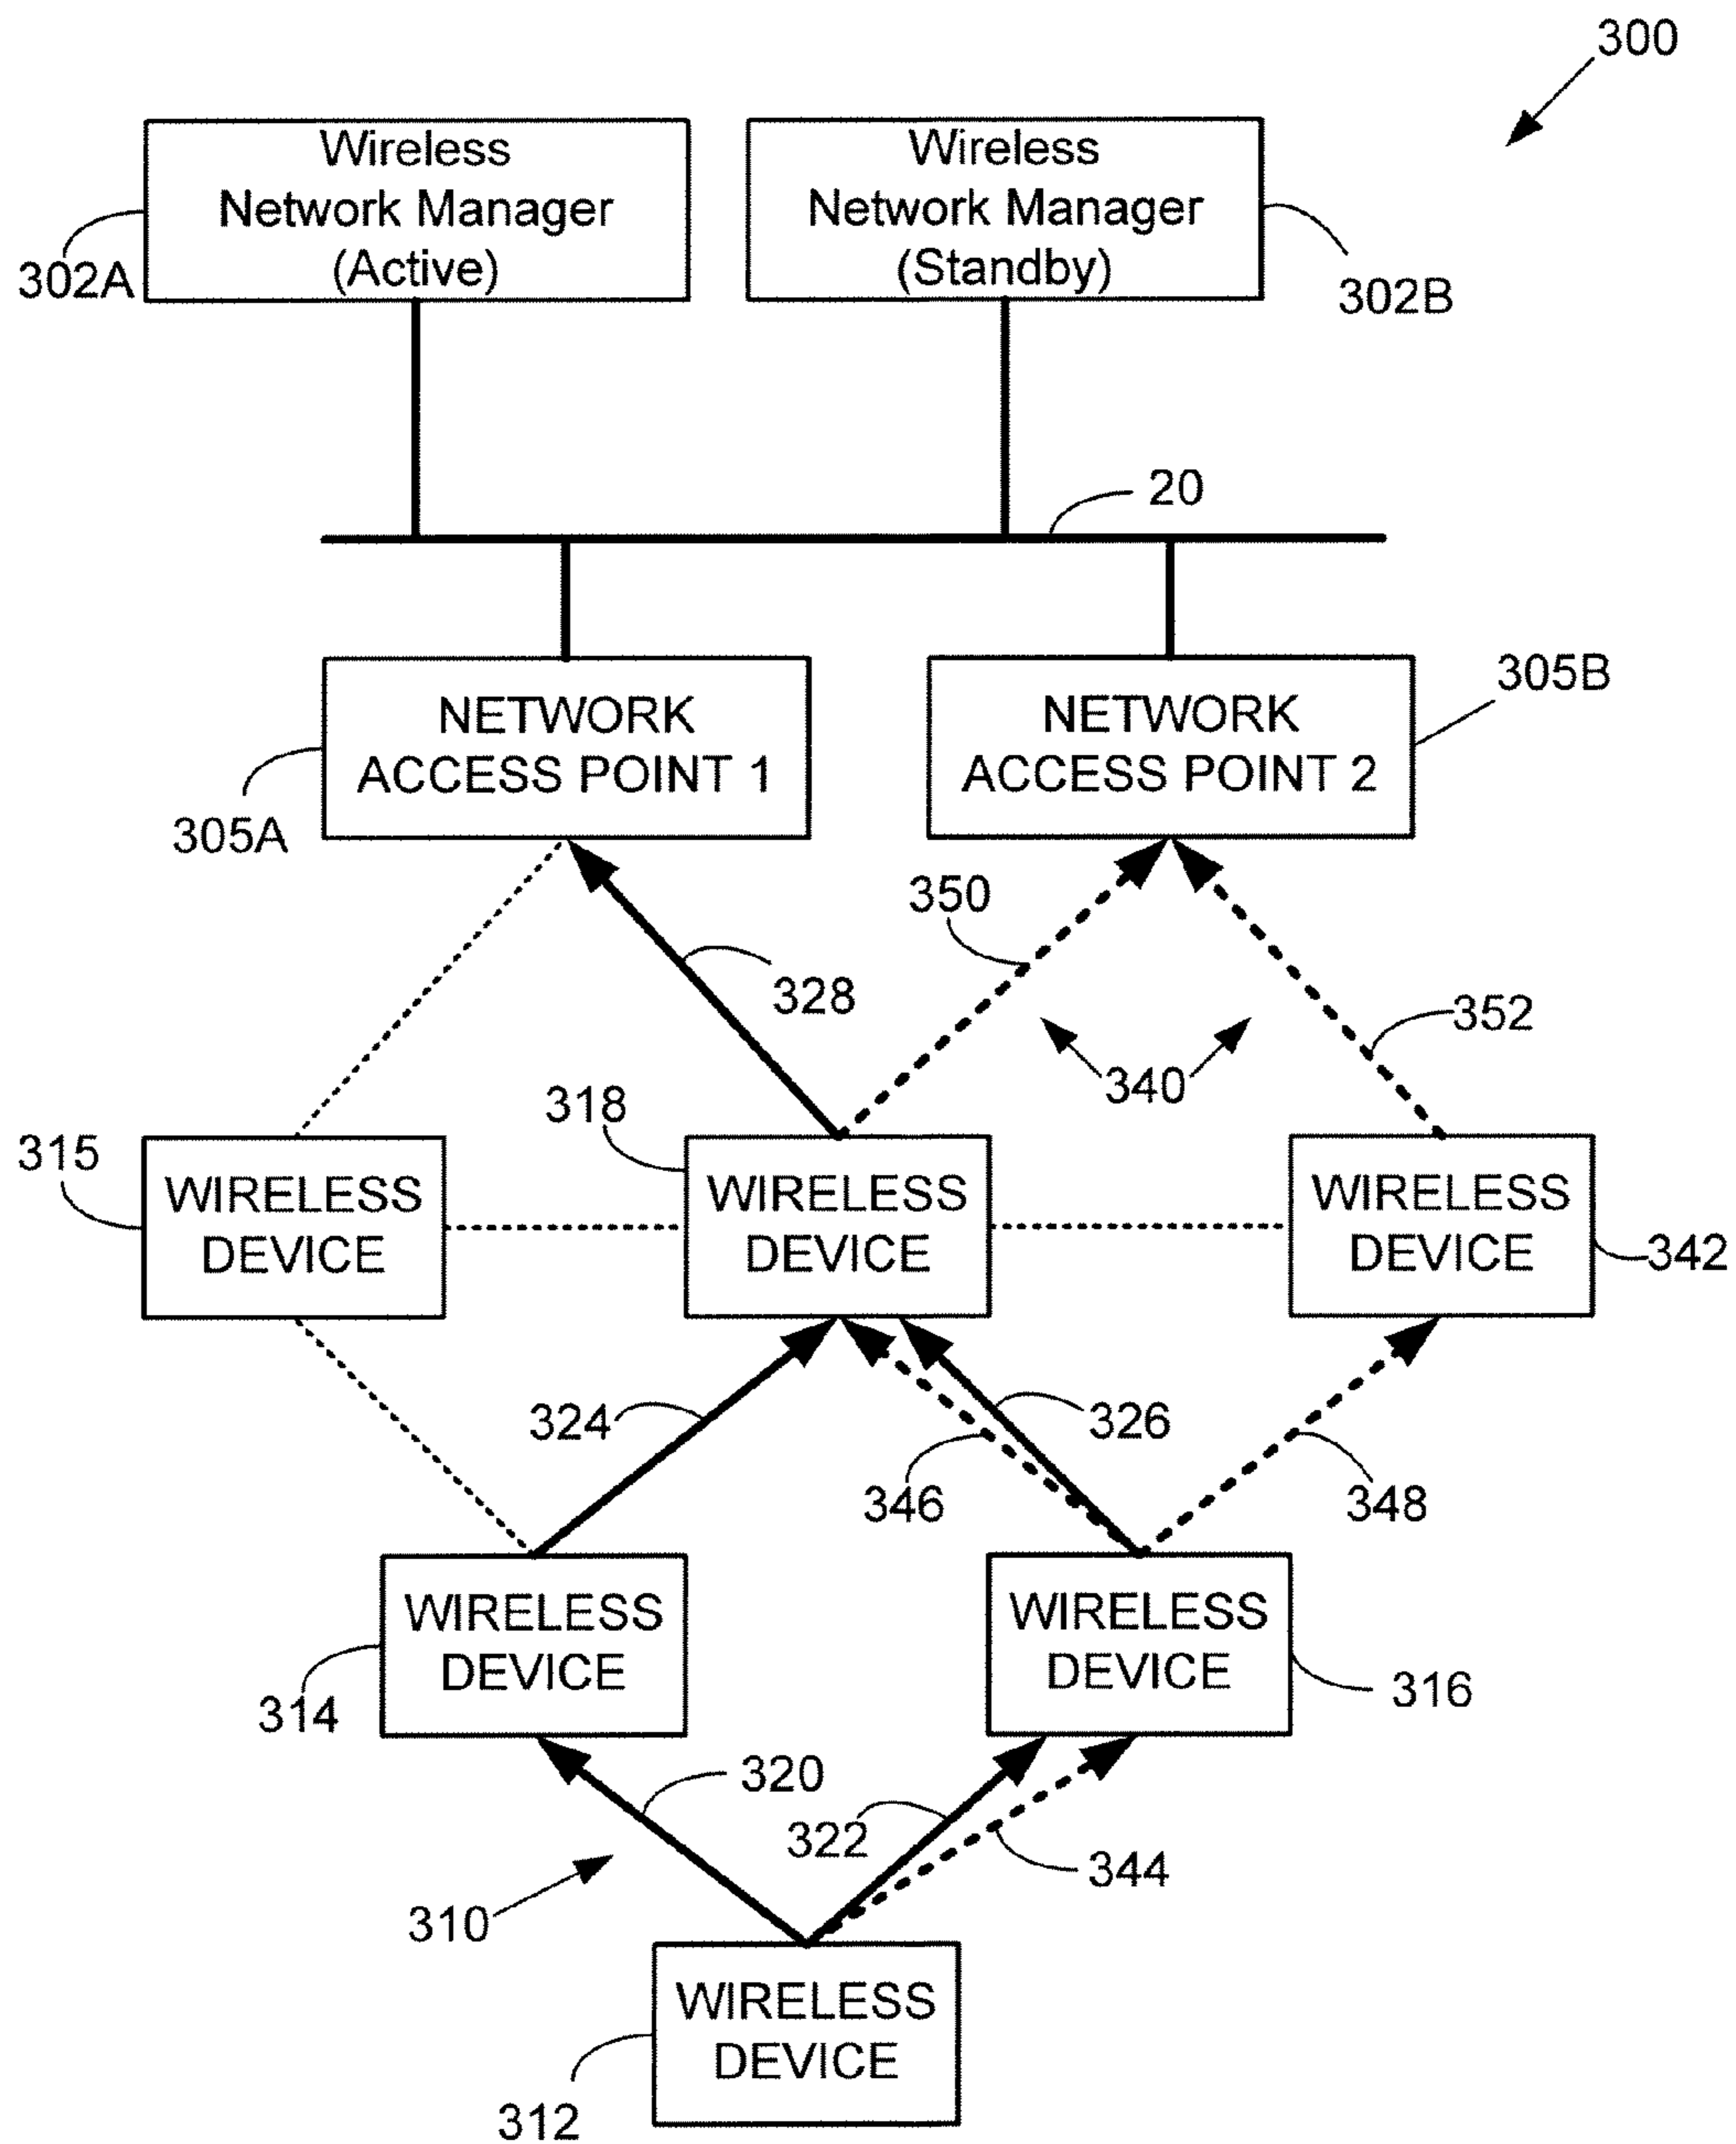 300
Wireless
Network Manager
(Active)
Wireless
Network Manager
(Standby)
302A
302B
20
NETWORK
ACCESS POINT 1
NETWORK
ACCESS POINT 2
305B
305A
350
328
352
340
318
315
WIRELESS
DEVICE
WIRELESS
DEVICE
WIRELESS
DEVICE
342
324
326
346
348
WIRELESS
DEVICE
WIRELESS
DEVICE
314
316
320
322
344
310
WIRELESS
DEVICE
312